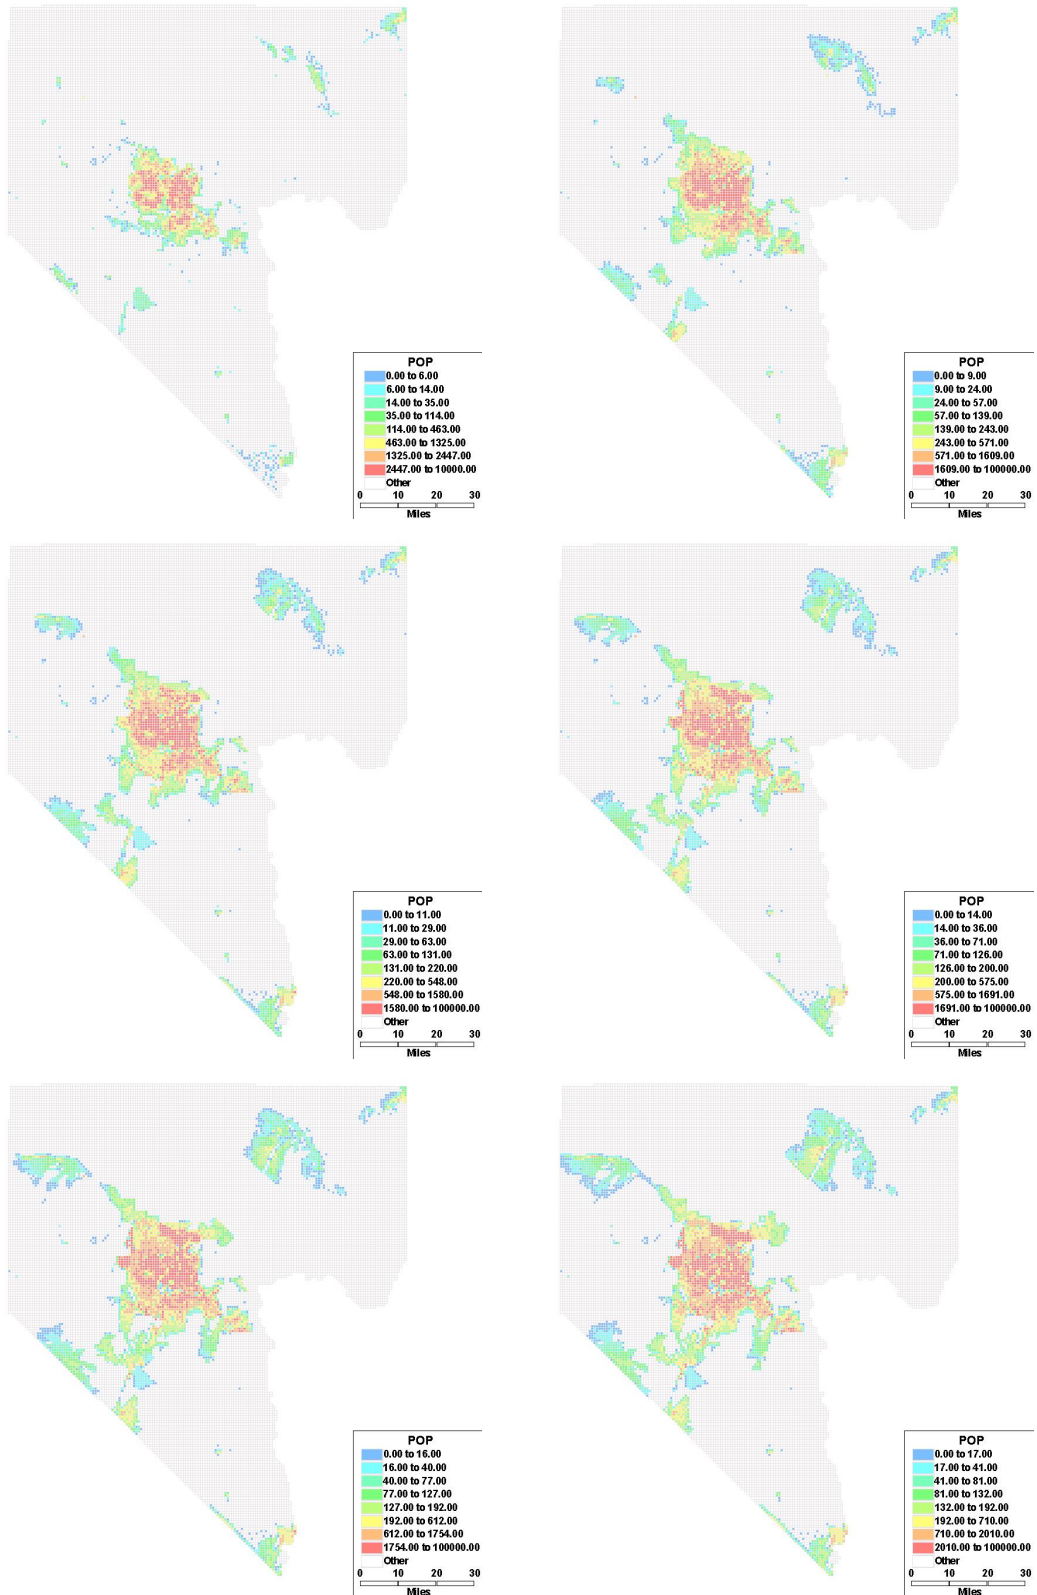 POP
0.00 to 6.00
6.00 to 14.00
14.00 to 35.00
35.00 to 114.00
114.00 to 463.00
463.00 to 1325.00
1325.00 to 2447.00
2447.00 to 10000.00
Other
0 10 20 30
Miles
POP
0.00 to 9.00
9.00 to 24.00
24.00 to 57.00
57.00 to 139.00
139.00 to 243.00
243.00 to 571.00
571.00 to 1609.00
1609.00 to 100000.00
Other
0 10 20 30
Miles
POP
0.00 to 11.00
11.00 to 29.00
29.00 to 63.00
63.00 to 131.00
131.00 to 220.00
220.00 to 548.00
548.00 to 1580.00
1580.00 to 100000.00
Other
0 10 20 30
Miles
POP
0.00 to 14.00
14.00 to 36.00
36.00 to 71.00
71.00 to 126.00
126.00 to 200.00
200.00 to 575.00
575.00 to 1691.00
1691.00 to 100000.00
Other
0 10 20 30
Miles
POP
0.00 to 16.00
16.00 to 40.00
40.00 to 77.00
77.00 to 127.00
127.00 to 192.00
192.00 to 612.00
612.00 to 1754.00
1754.00 to 100000.00
Other
0 10 20 30
Miles
POP
0.00 to 17.00
17.00 to 41.00
41.00 to 81.00
81.00 to 132.00
132.00 to 192.00
192.00 to 710.00
710.00 to 2010.00
2010.00 to 100000.00
Other
0 10 20 30
Miles